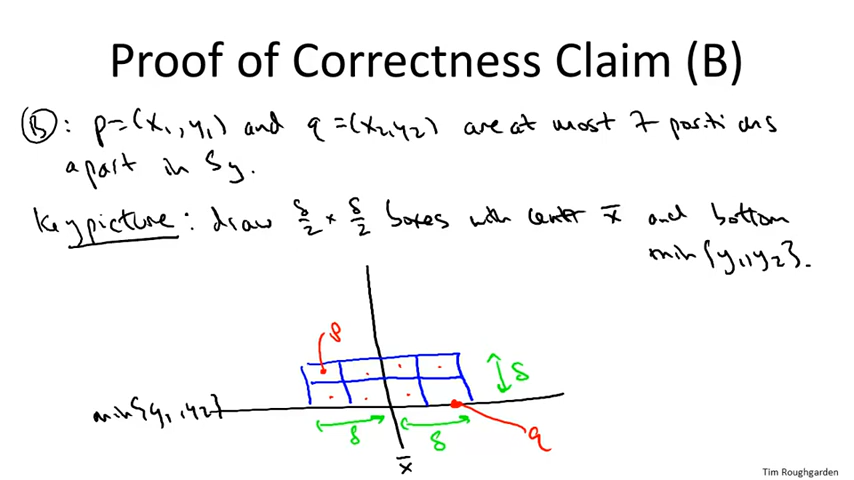 Proof of Correctness Claim (B)
(B): p=(x1,y1) and q=(x2,y2) are at most 7 positions
apart in Sy.
Key picture: draw δ/2 × δ/2 boxes with center x̄ and bottom
min{y1,y2}.
p
δ
min{y1,y2}
δ δ
q
x̄
Tim Roughgarden